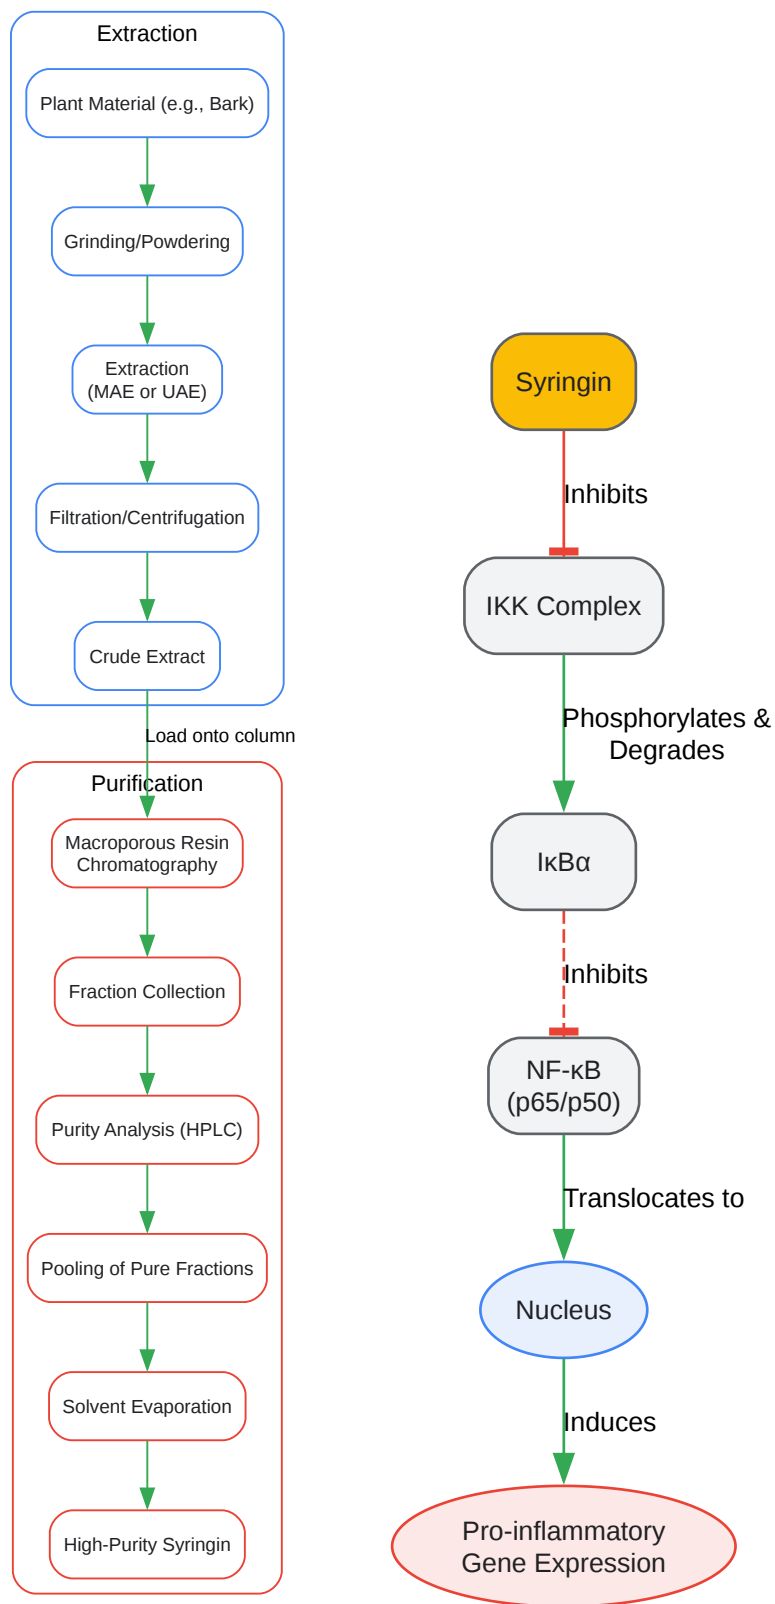 Extraction
Plant Material (e.g., Bark)
Grinding/Powdering
Extraction
(MAE or UAE)
Filtration/Centrifugation
Crude Extract
Load onto column
Purification
Macroporous Resin
Chromatography
Fraction Collection
Purity Analysis (HPLC)
Pooling of Pure Fractions
Solvent Evaporation
High-Purity Syringin
Syringin
Inhibits
IKK Complex
Phosphorylates &
Degrades
IκBα
Inhibits
NF-κB
(p65/p50)
Translocates to
Nucleus
Induces
Pro-inflammatory
Gene Expression